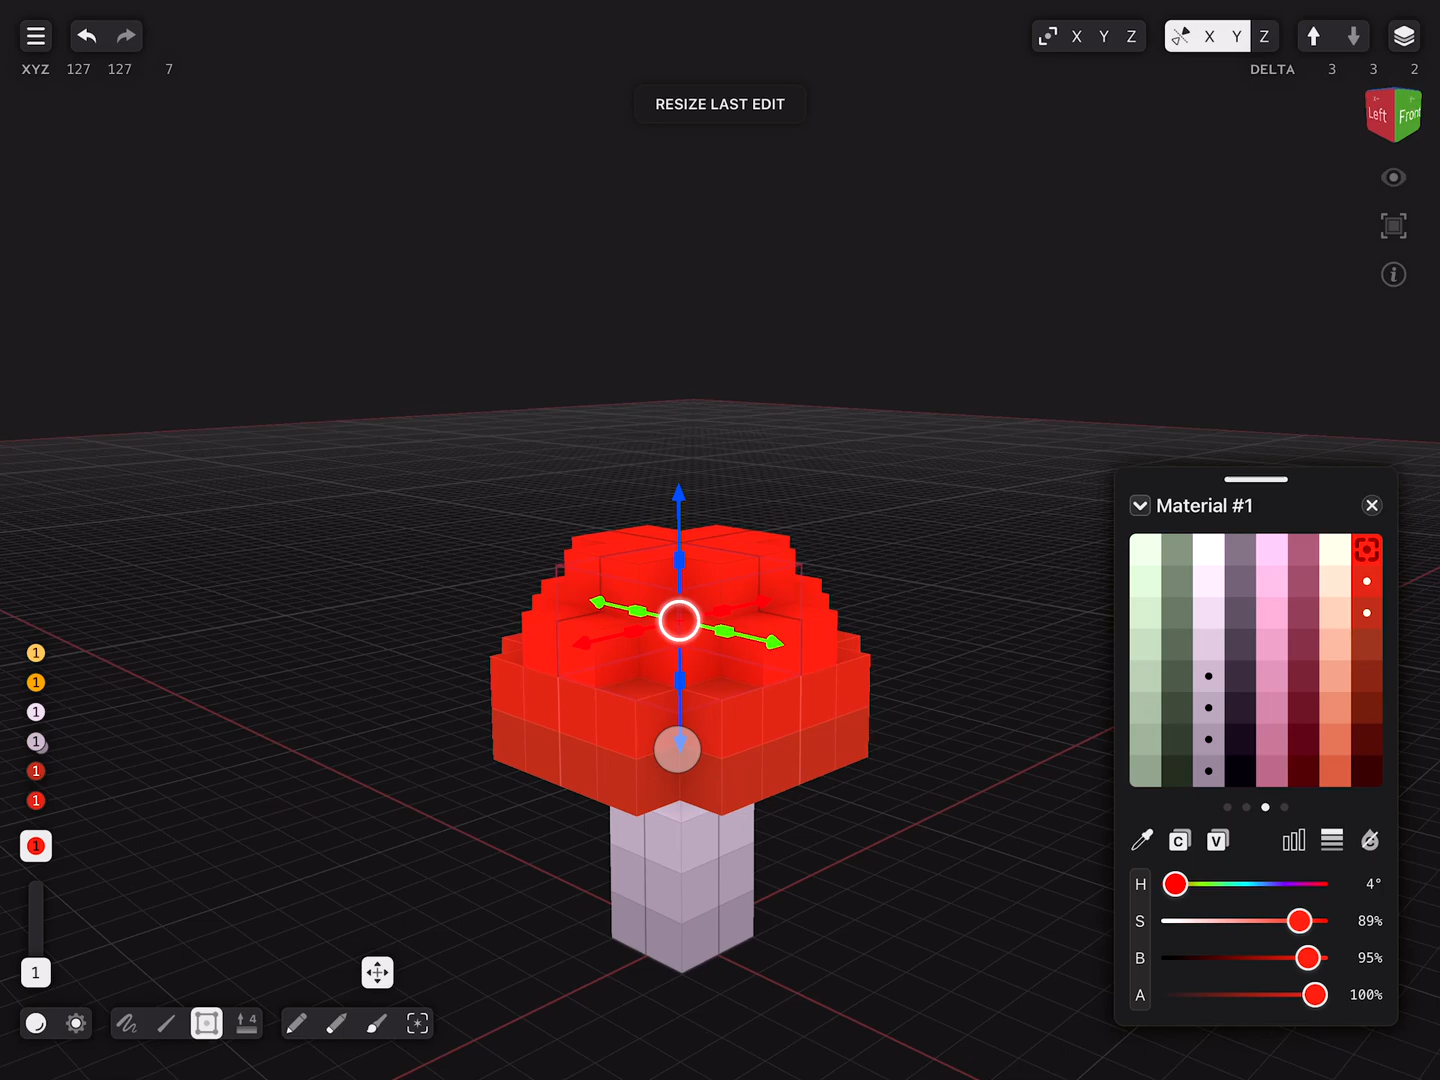 X Y Z
X Y Z
XYZ 127 127 7
DELTA 3 3 2
RESIZE LAST EDIT
Left
Front
Material #1
1
1
1
1
1
1
1
C
V
H 4°
S 89%
B 95%
A 100%
1
4